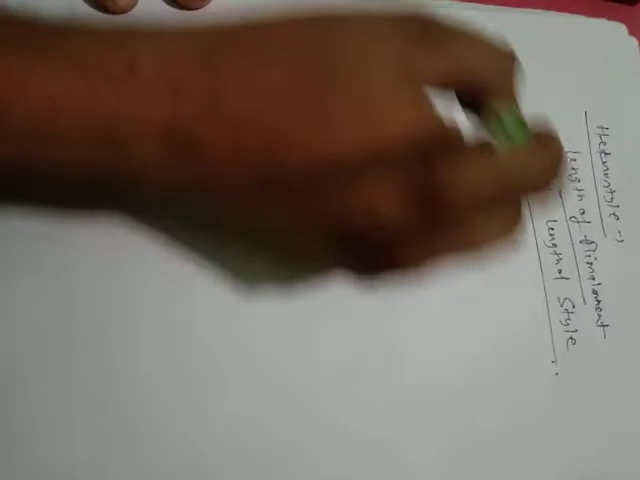 Heterostyle →
length of filament
length of Style